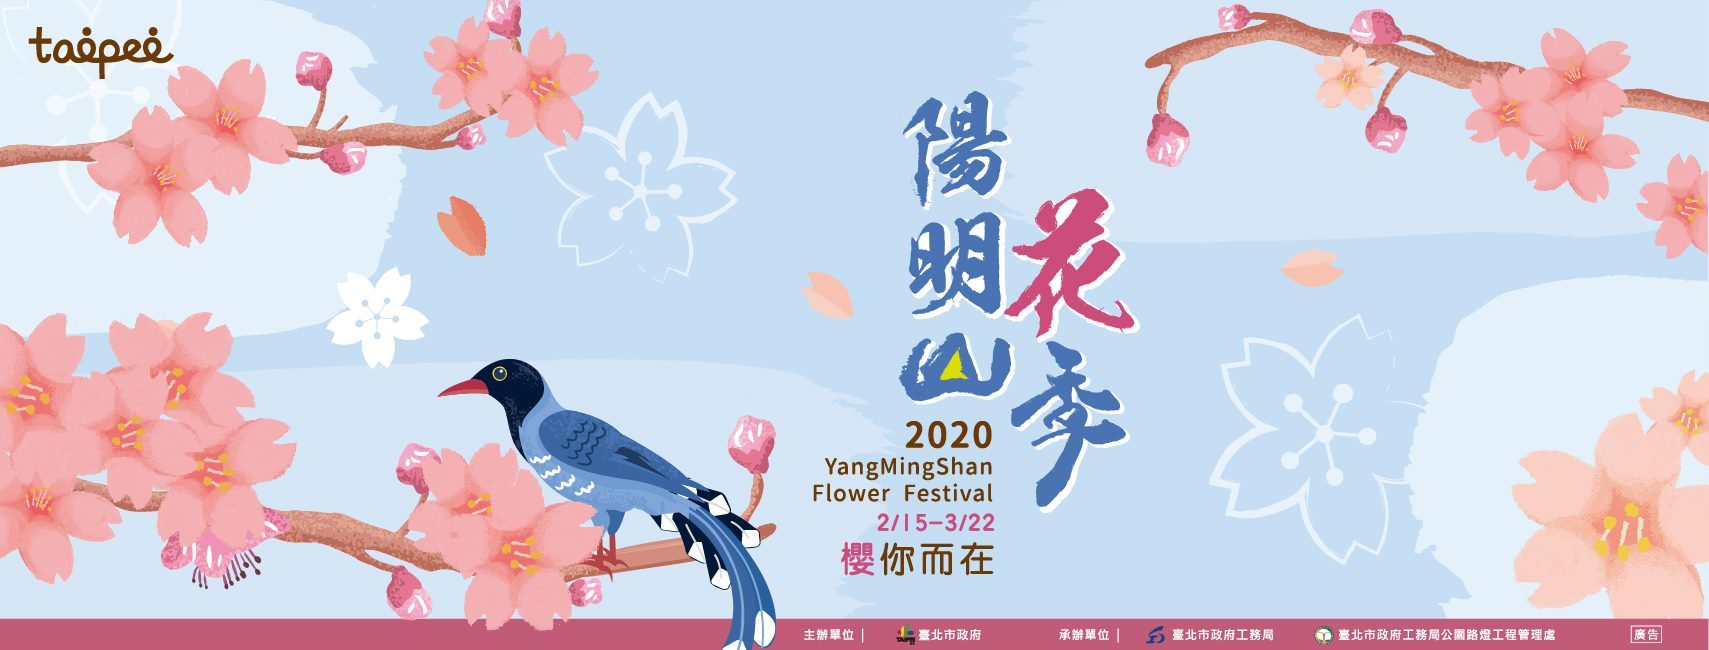 taipei
陽明山
花季
2020
YangMingShan
Flower Festival
2/15–3/22
櫻你而在
主辦單位 | 臺北市政府
承辦單位 | 臺北市政府工務局 臺北市政府工務局公園路燈工程管理處
廣告